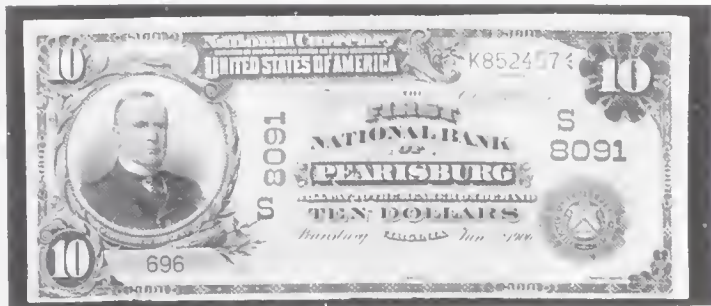 National Currency
UNITED STATES OF AMERICA
10
10
THE
FIRST
NATIONAL BANK
OF
PEARISBURG
S 8091
S
8091
TEN DOLLARS
10
696